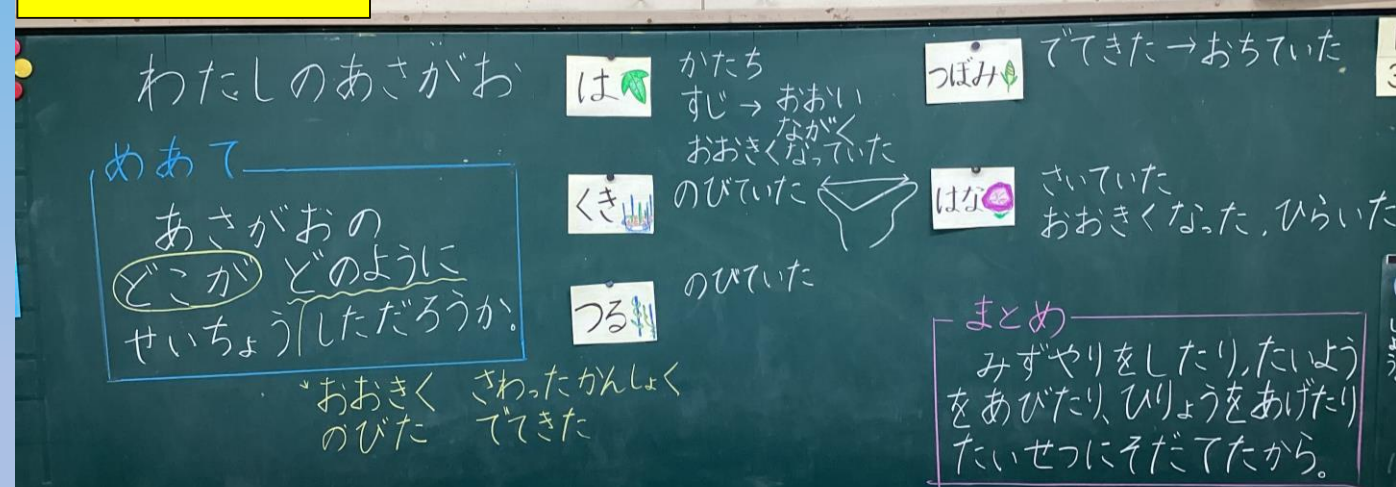 わたしのあさがお
めあて
あさがおの
どこが どのように
せいちょうしただろうか。
*おおきく さわったかんしょく
のびた でてきた
は
かたち
すじ→おおい
ながく
おおきくなっていた
くき
のびていた
つる
のびていた
つぼみ
でてきた→おちていた
はな
さいていた
おおきくなった、ひらいた
まとめ
みずやりをしたり、たいよう
をあびたり、ひりょうをあげたり
たいせつにそだてたから。